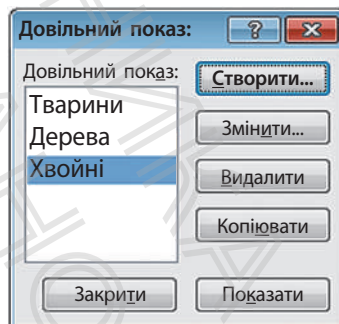 Довільний показ:
Довільний показ:
Створити...
Тварини
Дерева
Хвойні
Змінити...
Видалити
Копіювати
Закрити
Показати